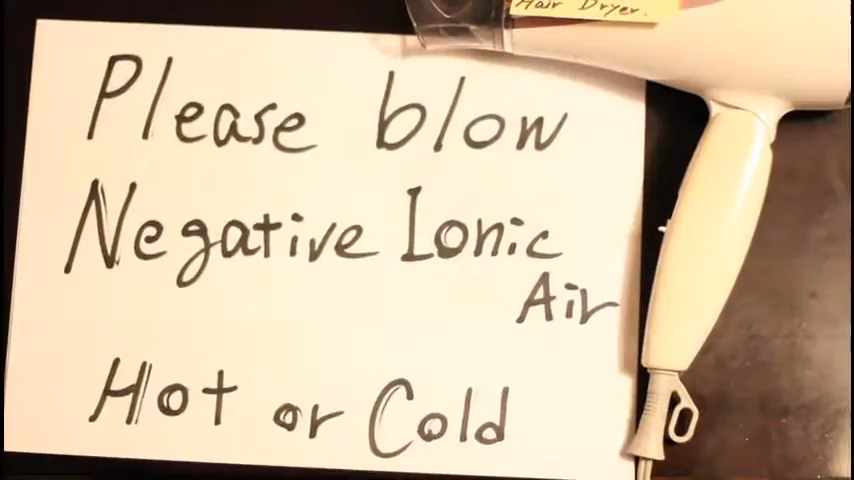 Hair Dryer.
Please blow
Negative Ionic
Air
Hot or Cold